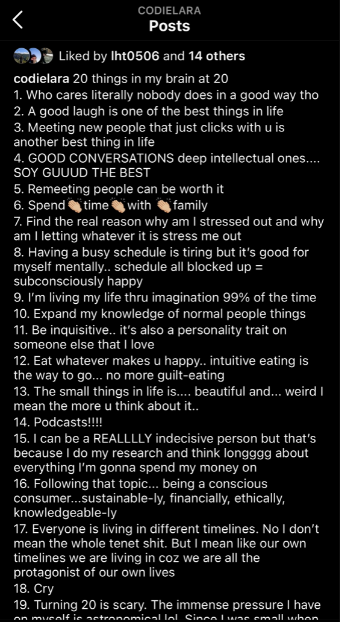 CODIELARA
Posts
Liked by lht0506 and 14 others
codielara 20 things in my brain at 20
1. Who cares literally nobody does in a good way tho
2. A good laugh is one of the best things in life
3. Meeting new people that just clicks with u is
another best thing in life
4. GOOD CONVERSATIONS deep intellectual ones....
SOY GUUUD THE BEST
5. Remeeting people can be worth it
6. Spend👏🏼time👏🏼with 👏🏼family
7. Find the real reason why am I stressed out and why
am I letting whatever it is stress me out
8. Having a busy schedule is tiring but it's good for
myself mentally.. schedule all blocked up =
subconsciously happy
9. I'm living my life thru imagination 99% of the time
10. Expand my knowledge of normal people things
11. Be inquisitive.. it's also a personality trait on
someone else that I love
12. Eat whatever makes u happy.. intuitive eating is
the way to go... no more guilt-eating
13. The small things in life is.... beautiful and... weird I
mean the more u think about it..
14. Podcasts!!!!
15. I can be a REALLLLY indecisive person but that's
because I do my research and think longggg about
everything I'm gonna spend my money on
16. Following that topic... being a conscious
consumer...sustainable-ly, financially, ethically,
knowledgeable-ly
17. Everyone is living in different timelines. No I don't
mean the whole tenet shit. But I mean like our own
timelines we are living in coz we are all the
protagonist of our own lives
18. Cry
19. Turning 20 is scary. The immense pressure I have
on myself is astronomical lol. Since I was small when